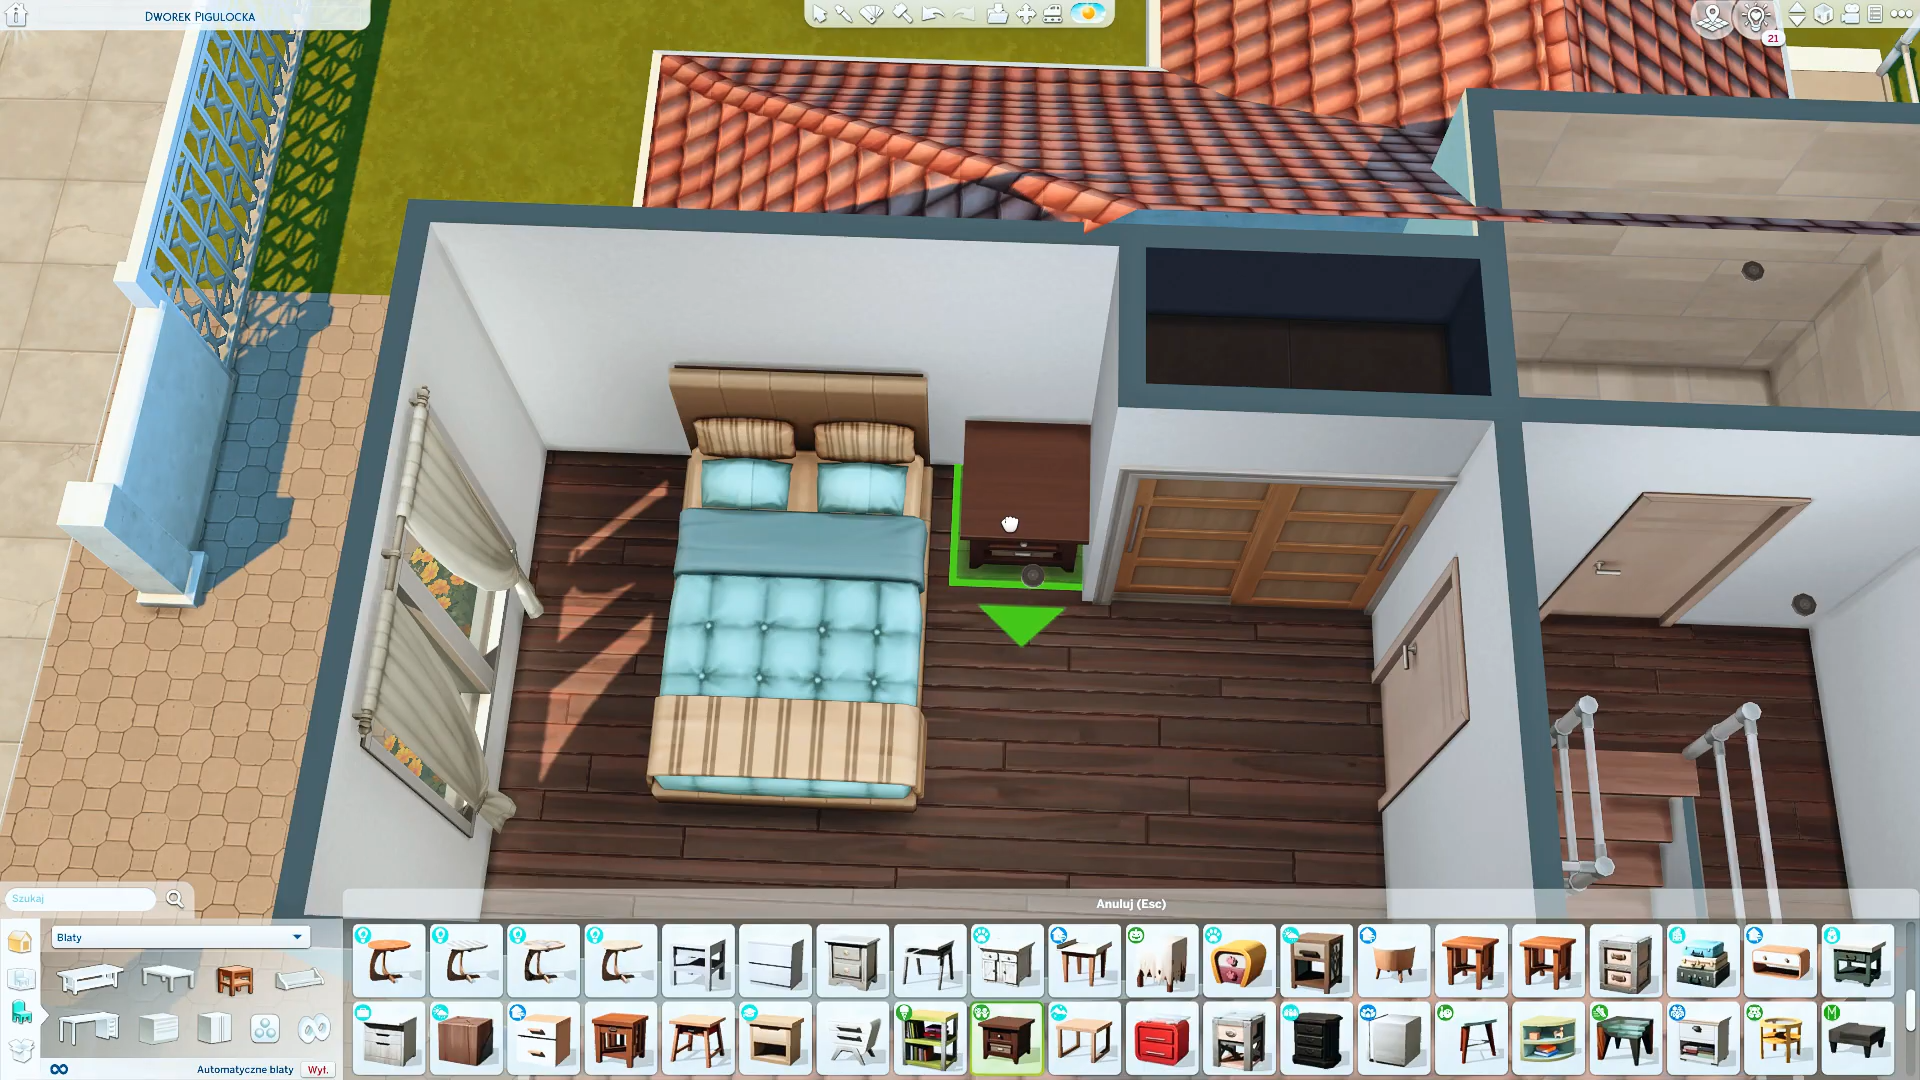 DWOREK PIGULOCKA
21
Szukaj
Anuluj (Esc)
Blaty
M
Automatyczne blaty Wył.